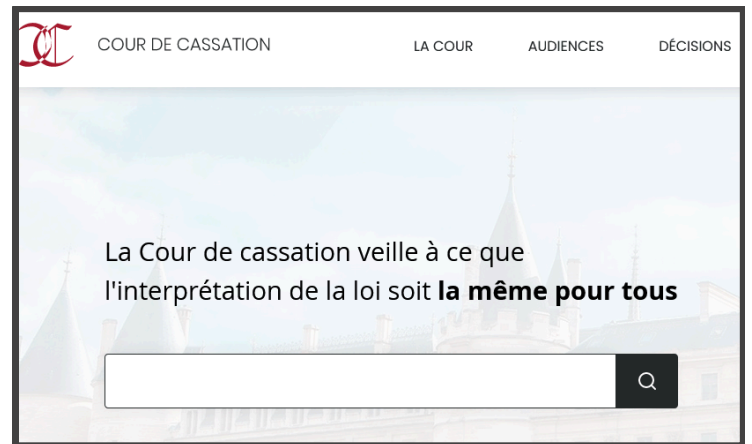 COUR DE CASSATION LA COUR AUDIENCES DÉCISIONS
La Cour de cassation veille à ce que
l'interprétation de la loi soit la même pour tous